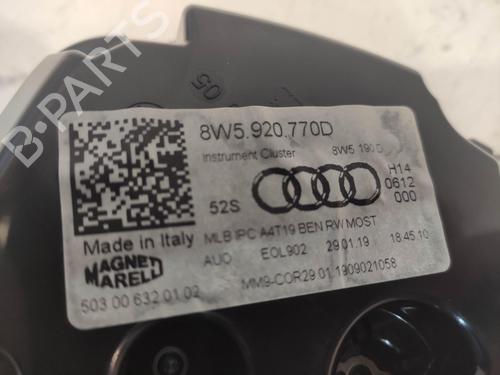 05
8W5.920.770D
Instrument Cluster 8W5 190 D
52S
H14
0612
000
Made in Italy
MLB IPC A4T19 BEN RW MOST
MAGNETI
MARELLI
AUO EOL902 29.01.19 18:45:10
503 00 632 01 02
MM9-COR29.01.1909021058